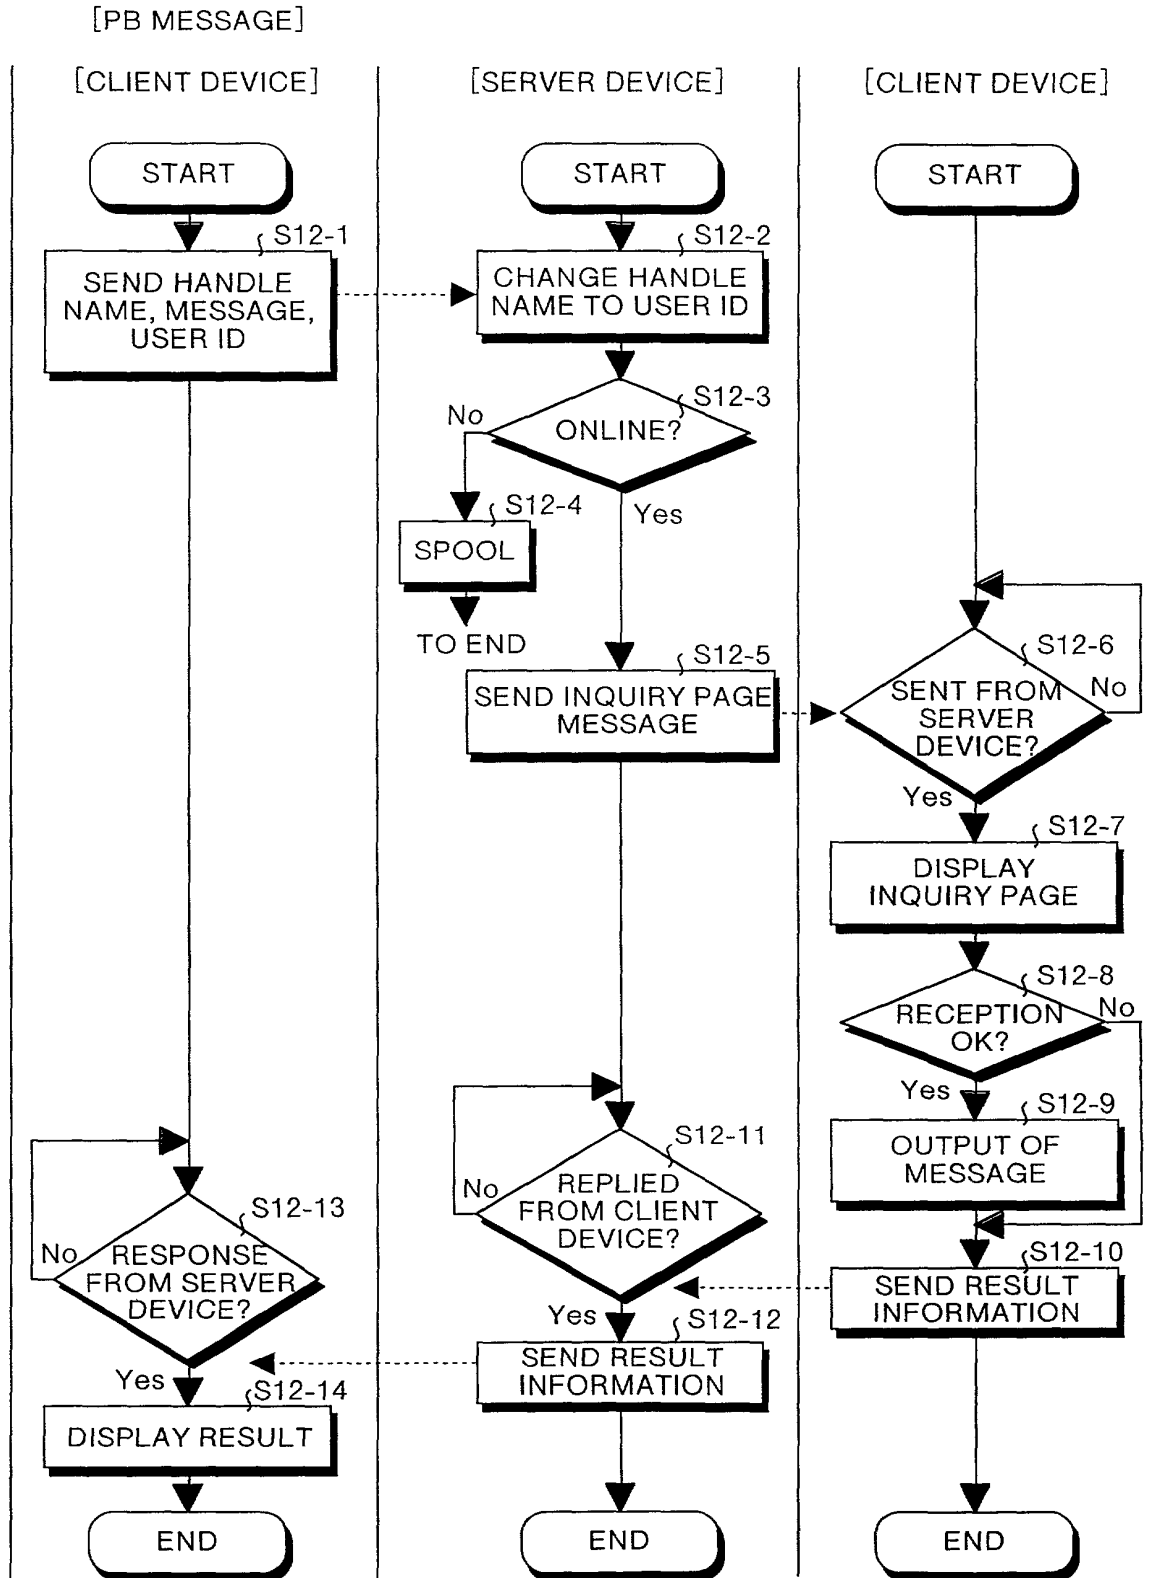 [PB MESSAGE]
[CLIENT DEVICE]
START
S12-1
SEND HANDLE
NAME, MESSAGE,
USER ID
No
S12-13
RESPONSE
FROM SERVER
DEVICE?
Yes
S12-14
DISPLAY RESULT
END
[SERVER DEVICE]
START
S12-2
CHANGE HANDLE
NAME TO USER ID
S12-3
No
ONLINE?
Yes
S12-4
SPOOL
TO END
S12-5
SEND INQUIRY PAGE
MESSAGE
S12-11
No
REPLIED
FROM CLIENT
DEVICE?
Yes
S12-12
SEND RESULT
INFORMATION
END
[CLIENT DEVICE]
START
S12-6
SENT FROM
SERVER
DEVICE?
No
Yes
S12-7
DISPLAY
INQUIRY PAGE
S12-8
RECEPTION
OK?
No
Yes
S12-9
OUTPUT OF
MESSAGE
S12-10
SEND RESULT
INFORMATION
END